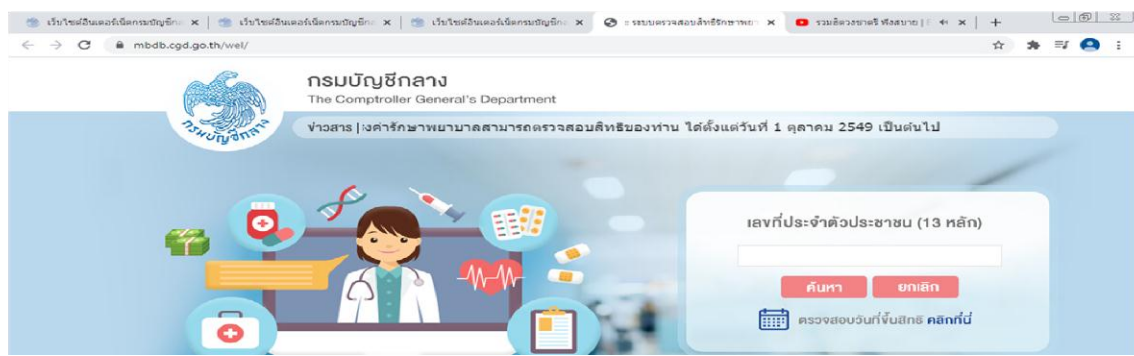 เว็บไซต์อินเตอร์เน็ตกรมบัญชีก
เว็บไซต์อินเตอร์เน็ตกรมบัญชีก
เว็บไซต์อินเตอร์เน็ตกรมบัญชีก
:: ระบบตรวจสอบสิทธิรักษาพยา
รวมฮิตวงชาตรี ฟังสบาย |
mbdb.cgd.go.th/wel/
กรมบัญชีกลาง
The Comptroller General's Department
กรมบัญชีกลาง
ข่าวสาร | งค่ารักษาพยาบาลสามารถตรวจสอบสิทธิของท่าน ได้ตั้งแต่วันที่ 1 ตุลาคม 2549 เป็นต้นไป
เลขที่ประจำตัวประชาชน (13 หลัก)
ค้นหา ยกเลิก
ตรวจสอบวันที่ขึ้นสิทธิ คลิกที่นี่